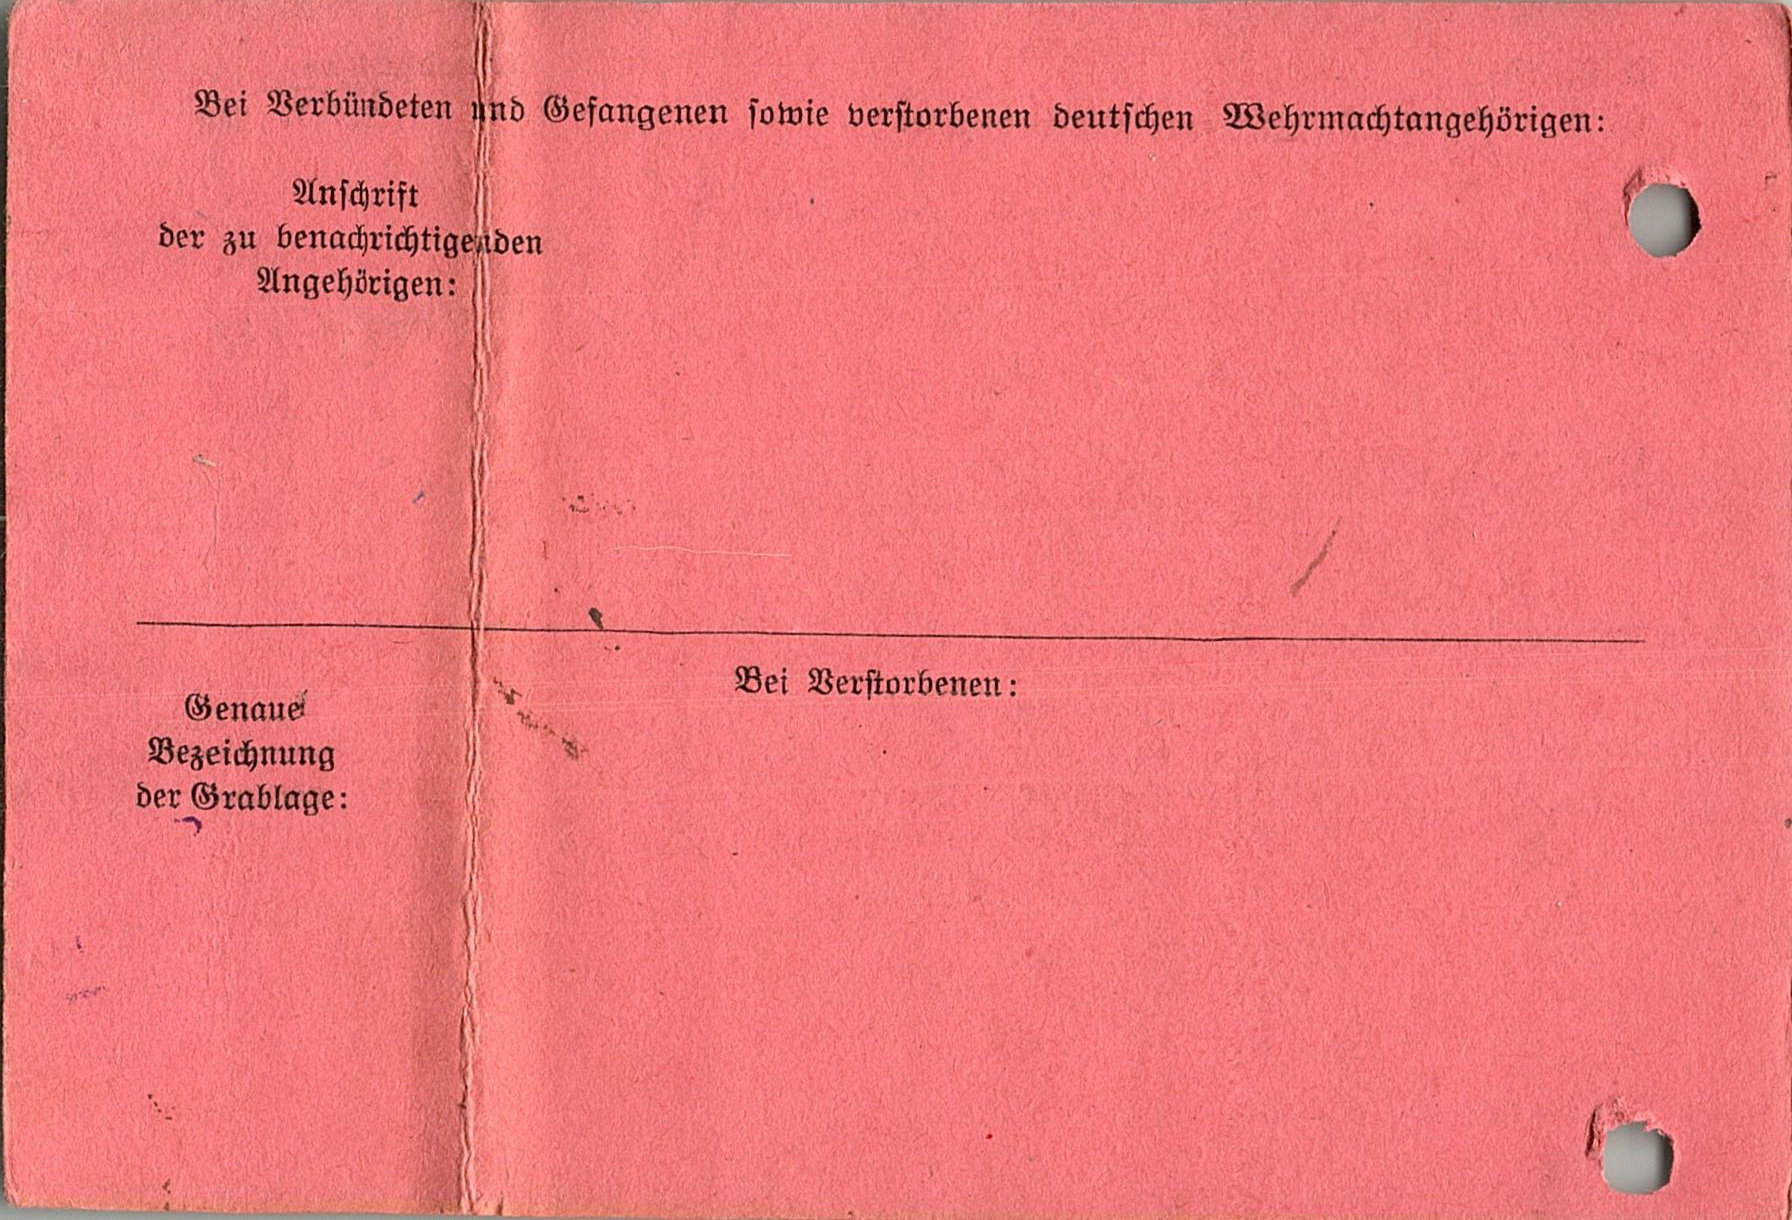 Bei Verbündeten und Gefangenen sowie verstorbenen deutschen Wehrmachtangehörigen:
Anschrift
der zu benachrichtigenden
Angehörigen:
Bei Verstorbenen:
Genaue
Bezeichnung
der Grablage: